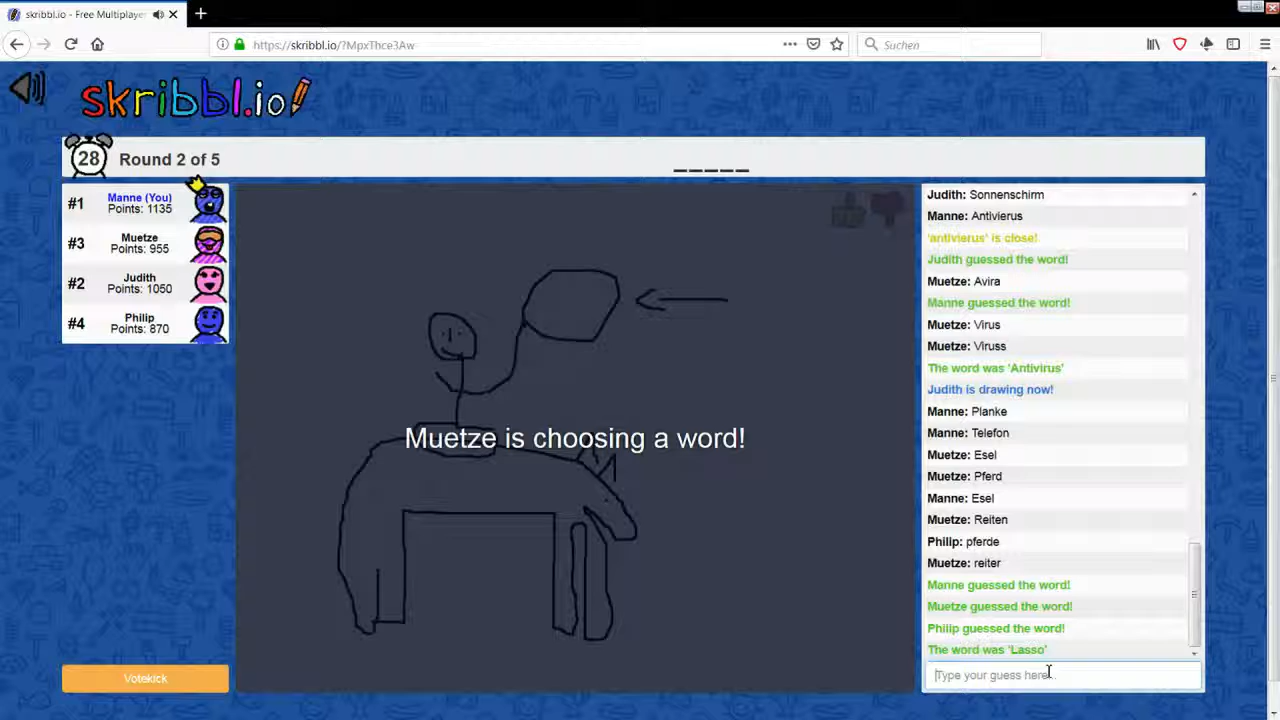 skribbl.io - Free Multiplayer
https://skribbl.io/?MpxThce3Aw
Suchen
skribbl.io
28
Round 2 of 5
_____
#1
Manne (You)
Points: 1135
#3
Muetze
Points: 955
#2
Judith
Points: 1050
#4
Philip
Points: 870
Votekick
Muetze is choosing a word!
Judith: Sonnenschirm
Manne: Antivierus
'antivierus' is close!
Judith guessed the word!
Muetze: Avira
Manne guessed the word!
Muetze: Virus
Muetze: Viruss
The word was 'Antivirus'
Judith is drawing now!
Manne: Planke
Manne: Telefon
Muetze: Esel
Muetze: Pferd
Manne: Esel
Muetze: Reiten
Philip: pferde
Muetze: reiter
Manne guessed the word!
Muetze guessed the word!
Philip guessed the word!
The word was 'Lasso'
Type your guess here